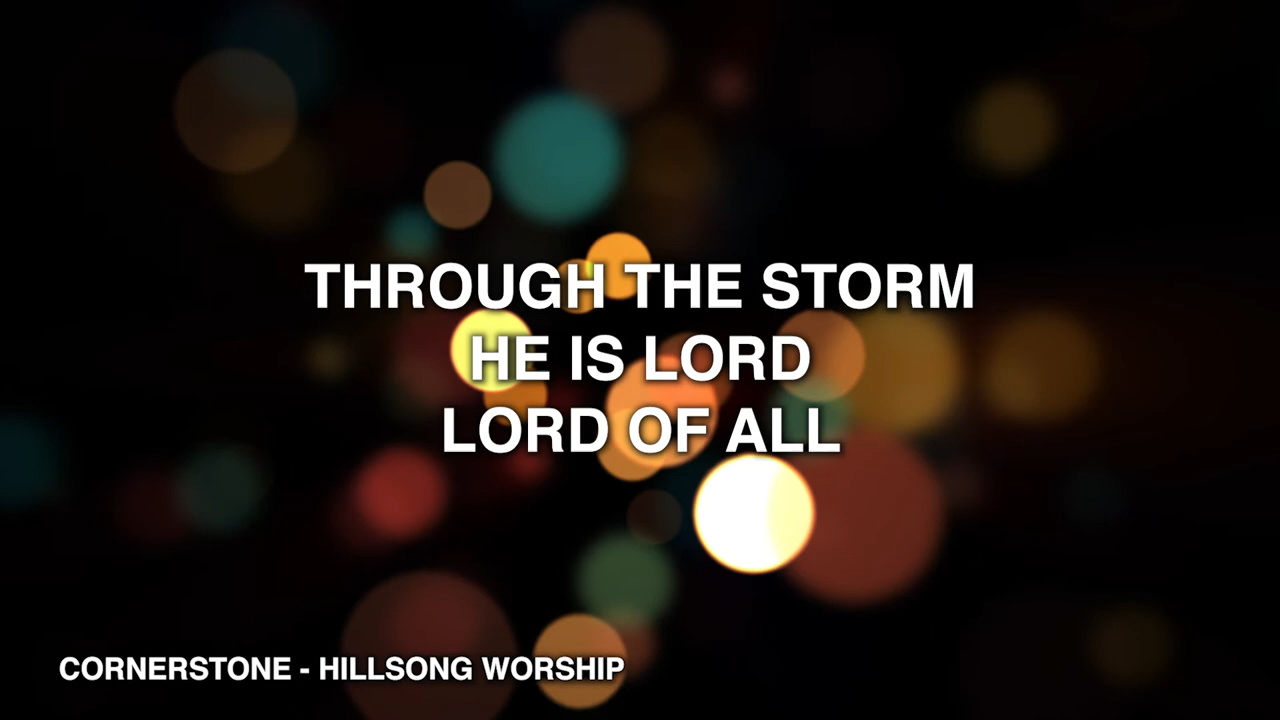 THROUGH THE STORM
HE IS LORD
LORD OF ALL
CORNERSTONE - HILLSONG WORSHIP